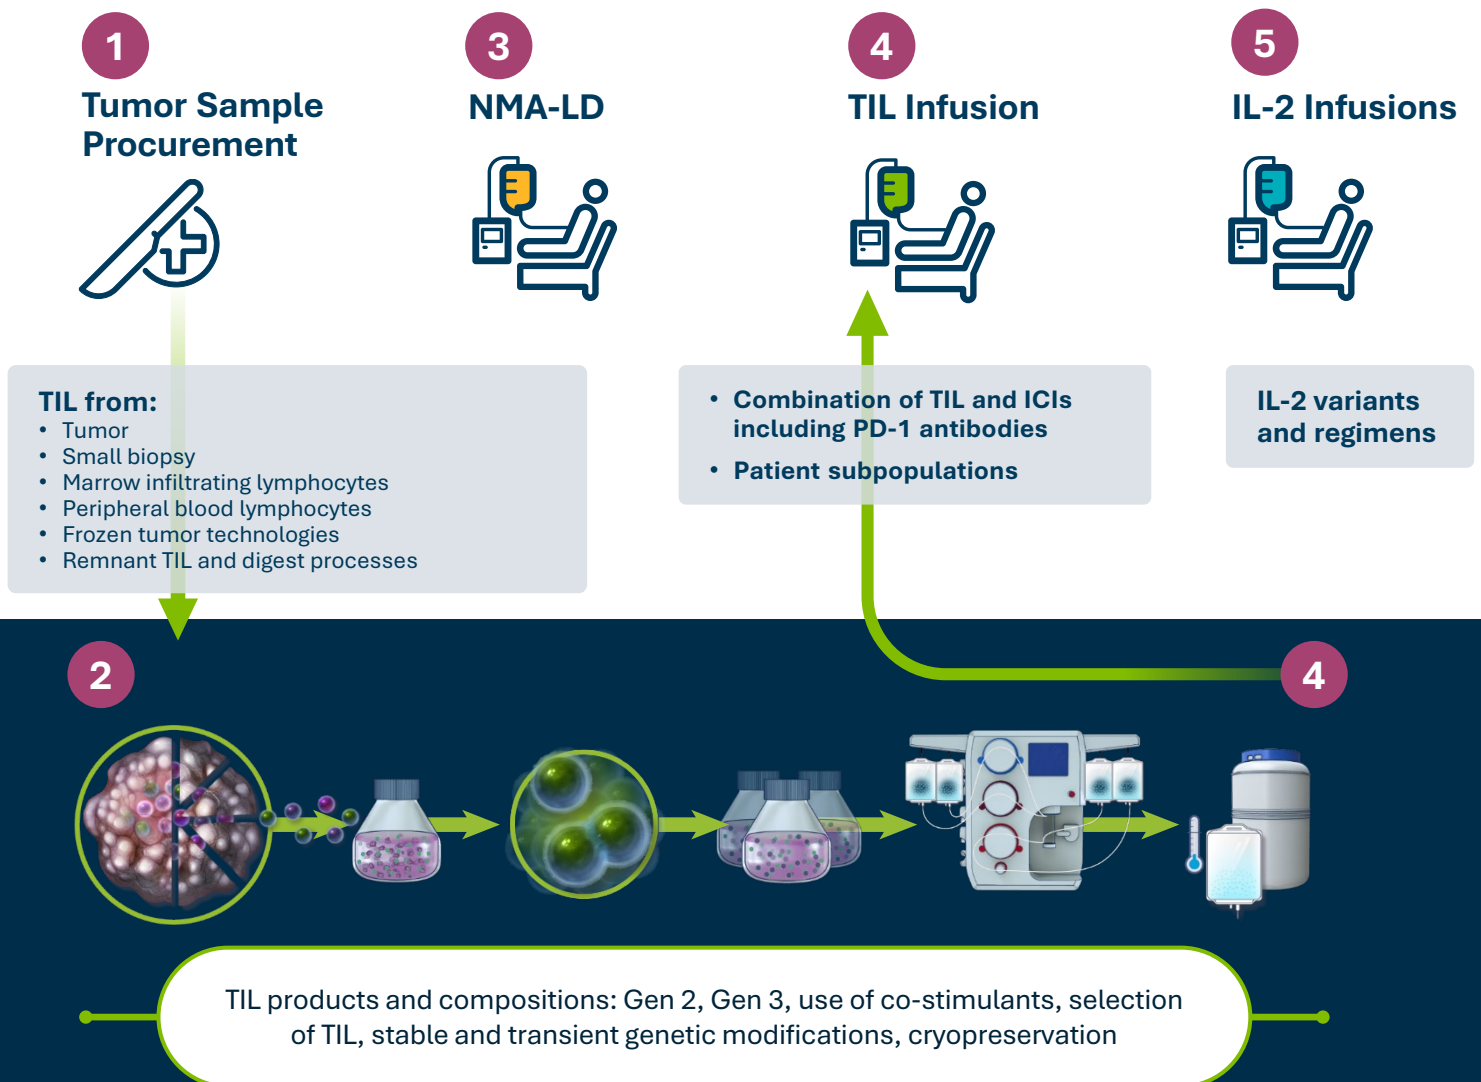 1
Tumor Sample
Procurement
3
NMA-LD
4
TIL Infusion
5
IL-2 Infusions
TIL from:
• Tumor
• Small biopsy
• Marrow infiltrating lymphocytes
• Peripheral blood lymphocytes
• Frozen tumor technologies
• Remnant TIL and digest processes
• Combination of TIL and ICIs
including PD-1 antibodies
• Patient subpopulations
IL-2 variants
and regimens
2
4
TIL products and compositions: Gen 2, Gen 3, use of co-stimulants, selection
of TIL, stable and transient genetic modifications, cryopreservation